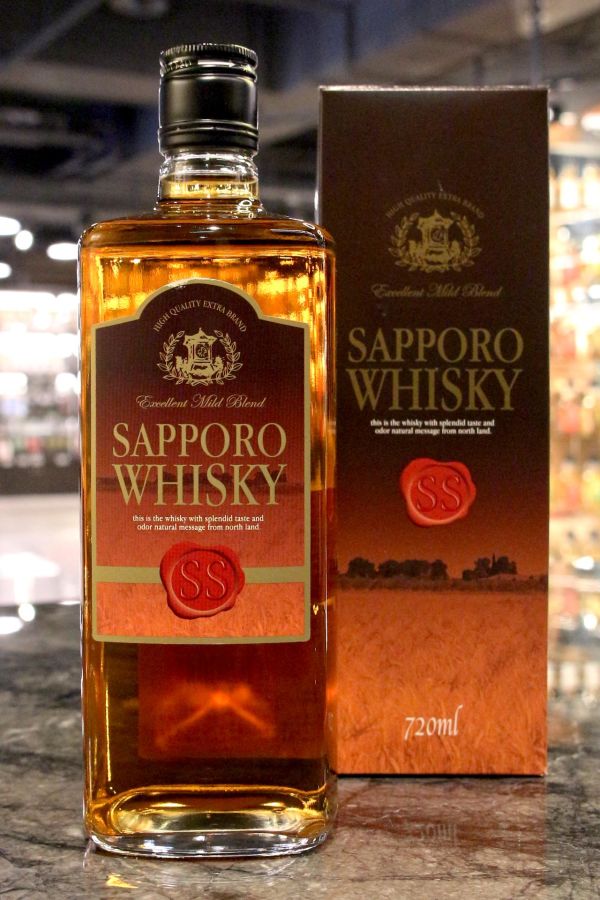 HIGH QUALITY EXTRA BRAND
Excellent Mild Blend
SAPPORO
WHISKY
this is the whisky with splendid taste and
odor natural message from north land.
SS
HIGH QUALITY EXTRA BRAND
Excellent Mild Blend
SAPPORO
WHISKY
this is the whisky with splendid taste and
odor natural message from north land.
SS
720ml